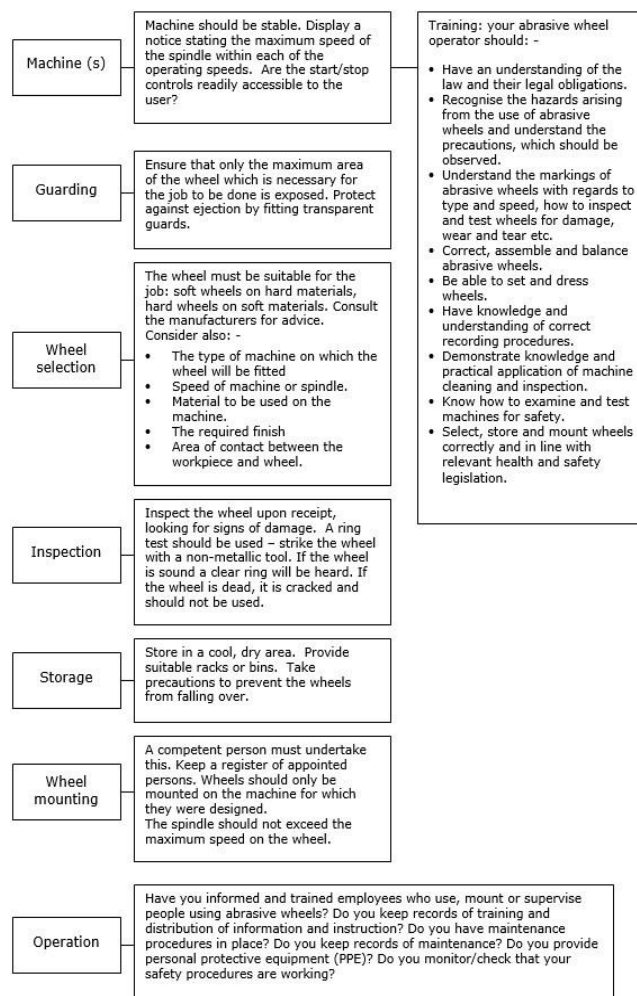 Machine (s)
Machine should be stable. Display a
notice stating the maximum speed of
the spindle within each of the
operating speeds.  Are the start/stop
controls readily accessible to the
user?
Training: your abrasive wheel
operator should: -
• Have an understanding of the
law and their legal obligations.
• Recognise the hazards arising
from the use of abrasive
wheels and understand the
precautions, which should be
observed.
• Understand the markings of
abrasive wheels with regards to
type and speed, how to inspect
and test wheels for damage,
wear and tear etc.
• Correct, assemble and balance
abrasive wheels.
• Be able to set and dress
wheels.
• Have knowledge and
understanding of correct
recording procedures.
• Demonstrate knowledge and
practical application of machine
cleaning and inspection.
• Know how to examine and test
machines for safety.
• Select, store and mount wheels
correctly and in line with
relevant health and safety
legislation.
Guarding
Ensure that only the maximum area
of the wheel which is necessary for
the job to be done is exposed. Protect
against ejection by fitting transparent
guards.
Wheel
selection
The wheel must be suitable for the
job: soft wheels on hard materials,
hard wheels on soft materials. Consult
the manufacturers for advice.
Consider also: -
• The type of machine on which the
wheel will be fitted
• Speed of machine or spindle.
• Material to be used on the
machine.
• The required finish
• Area of contact between the
workpiece and wheel.
Inspection
Inspect the wheel upon receipt,
looking for signs of damage.  A ring
test should be used – strike the wheel
with a non-metallic tool. If the wheel
is sound a clear ring will be heard. If
the wheel is dead, it is cracked and
should not be used.
Storage
Store in a cool, dry area.  Provide
suitable racks or bins.  Take
precautions to prevent the wheels
from falling over.
Wheel
mounting
A competent person must undertake
this. Keep a register of appointed
persons. Wheels should only be
mounted on the machine for which
they were designed.
The spindle should not exceed the
maximum speed on the wheel.
Operation
Have you informed and trained employees who use, mount or supervise
people using abrasive wheels? Do you keep records of training and
distribution of information and instruction? Do you have maintenance
procedures in place? Do you keep records of maintenance? Do you provide
personal protective equipment (PPE)? Do you monitor/check that your
safety procedures are working?